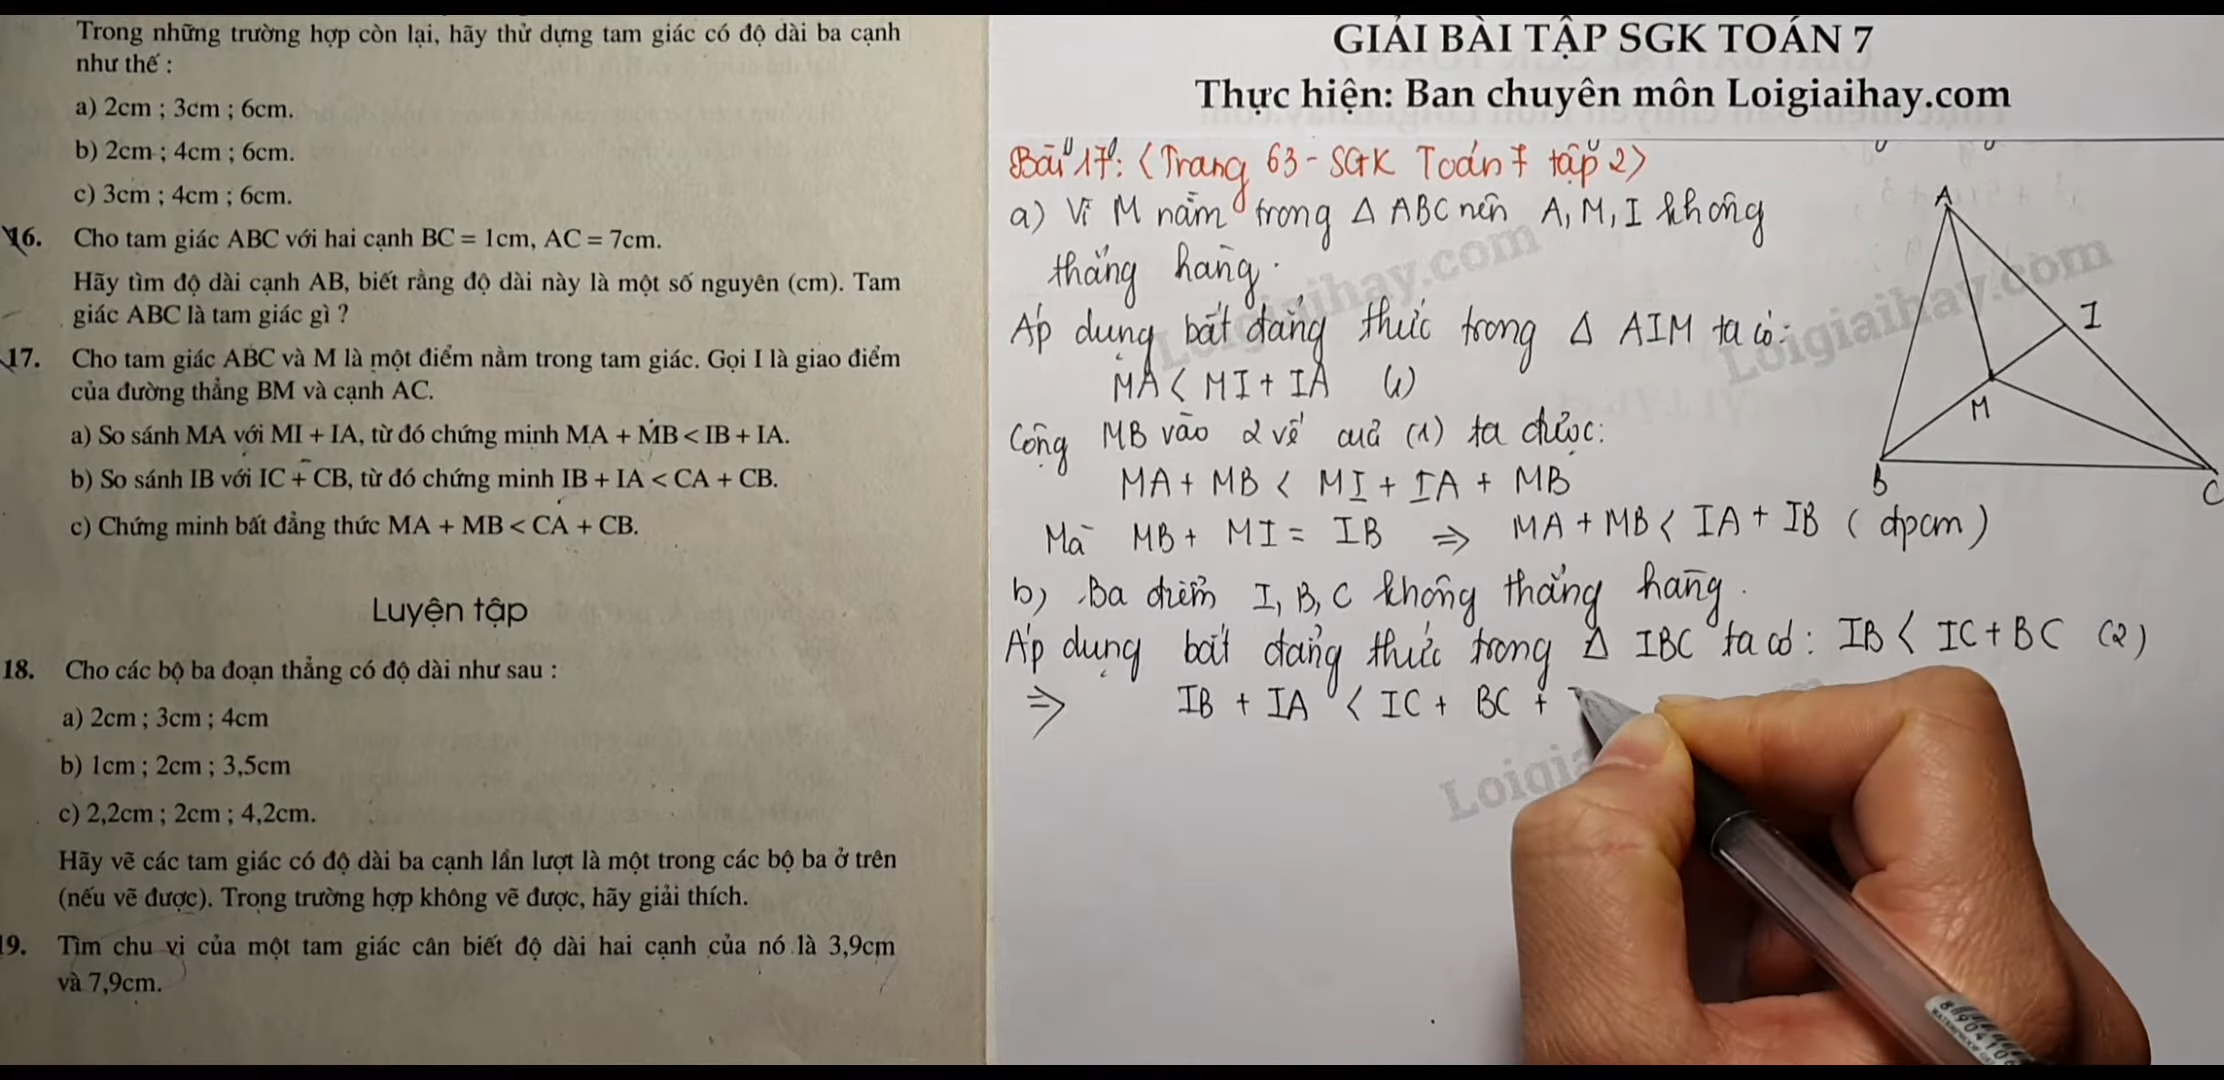 Trong những trường hợp còn lại, hãy thử dựng tam giác có độ dài ba cạnh
như thế :
a) 2cm ; 3cm ; 6cm.
b) 2cm ; 4cm ; 6cm.
c) 3cm ; 4cm ; 6cm.
16. Cho tam giác ABC với hai cạnh BC = 1cm, AC = 7cm.
Hãy tìm độ dài cạnh AB, biết rằng độ dài này là một số nguyên (cm). Tam
giác ABC là tam giác gì ?
17. Cho tam giác ABC và M là một điểm nằm trong tam giác. Gọi I là giao điểm
của đường thẳng BM và cạnh AC.
a) So sánh MA với MI + IA, từ đó chứng minh MA + MB < IB + IA.
b) So sánh IB với IC + CB, từ đó chứng minh IB + IA < CA + CB.
c) Chứng minh bất đẳng thức MA + MB < CA + CB.
Luyện tập
18. Cho các bộ ba đoạn thẳng có độ dài như sau :
a) 2cm ; 3cm ; 4cm
b) 1cm ; 2cm ; 3,5cm
c) 2,2cm ; 2cm ; 4,2cm.
Hãy vẽ các tam giác có độ dài ba cạnh lần lượt là một trong các bộ ba ở trên
(nếu vẽ được). Trong trường hợp không vẽ được, hãy giải thích.
19. Tìm chu vi của một tam giác cân biết độ dài hai cạnh của nó là 3,9cm
và 7,9cm.
GIẢI BÀI TẬP SGK TOÁN 7
Thực hiện: Ban chuyên môn Loigiaihay.com
Bài 17: (Trang 63 - SGK Toán 7 tập 2)
a) Vì M nằm trong Δ ABC nên A, M, I không
thẳng hàng.
Áp dụng bất đẳng thức trong Δ AIM ta có:
MA < MI + IA (1)
Cộng MB vào 2 vế của (1) ta được:
MA + MB < MI + IA + MB
Mà MB + MI = IB ⇒ MA + MB < IA + IB (đpcm)
b) Ba điểm I, B, C không thẳng hàng.
Áp dụng bất đẳng thức trong Δ IBC ta có: IB < IC + BC (2)
⇒ IB + IA < IC + BC +
A
I
M
B
C
Loigiaihay.com
Loigiaihay.com